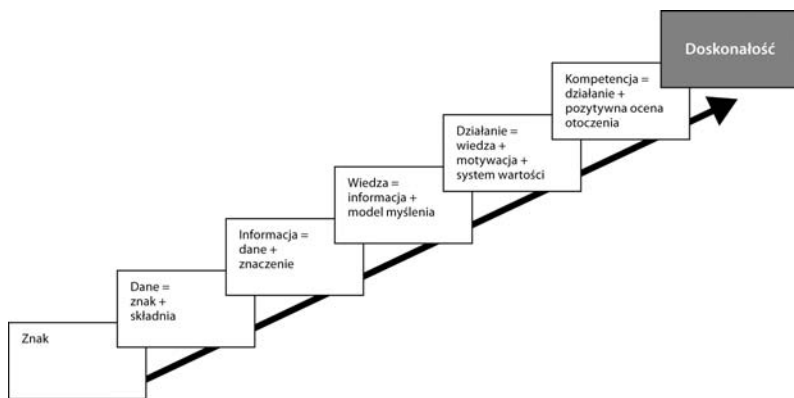 Doskonałość
Kompetencja =
działanie +
pozytywna ocena
otoczenia
Działanie =
wiedza +
motywacja +
system wartości
Wiedza =
informacja +
model myślenia
Informacja =
dane +
znaczenie
Dane =
znak +
składnia
Znak